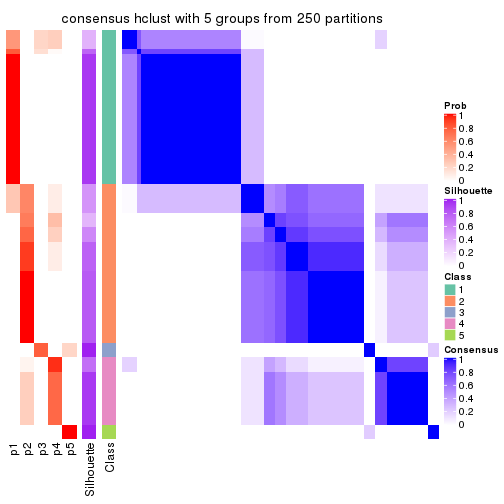 consensus hclust with 5 groups from 250 partitions
Prob
1
0.8
0.6
0.4
0.2
0
Silhouette
1
0.8
0.6
0.4
0.2
0
Class
1
2
3
4
5
Consensus
1
0.8
0.6
0.4
0.2
0
p1
p2
p3
p4
p5
Silhouette
Class